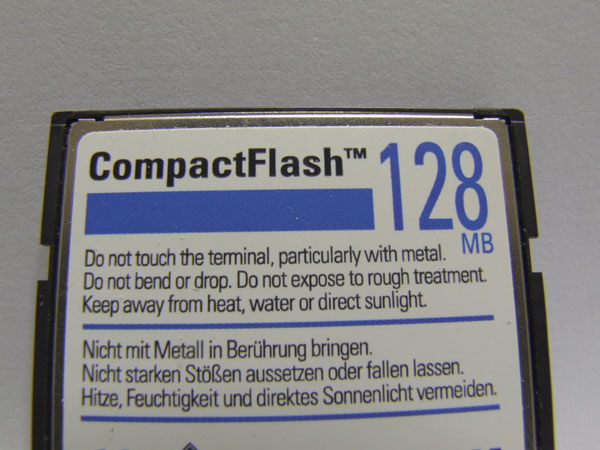 CompactFlash™ 128
MB
Do not touch the terminal, particularly with metal.
Do not bend or drop. Do not expose to rough treatment.
Keep away from heat, water or direct sunlight.
Nicht mit Metall in Berührung bringen.
Nicht starken Stößen aussetzen oder fallen lassen.
Hitze, Feuchtigkeit und direktes Sonnenlicht vermeiden.